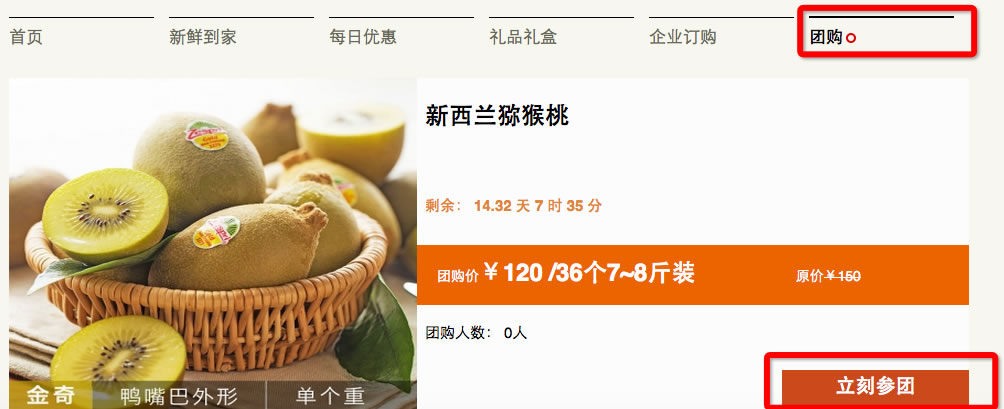 首页 新鲜到家 每日优惠 礼品礼盒 企业订购 团购
新西兰猕猴桃
剩余： 14.32 天 7 时 35 分
团购价￥120 /36个7~8斤装 原价￥150
团购人数： 0人
立刻参团
金奇 鸭嘴巴外形 单个重